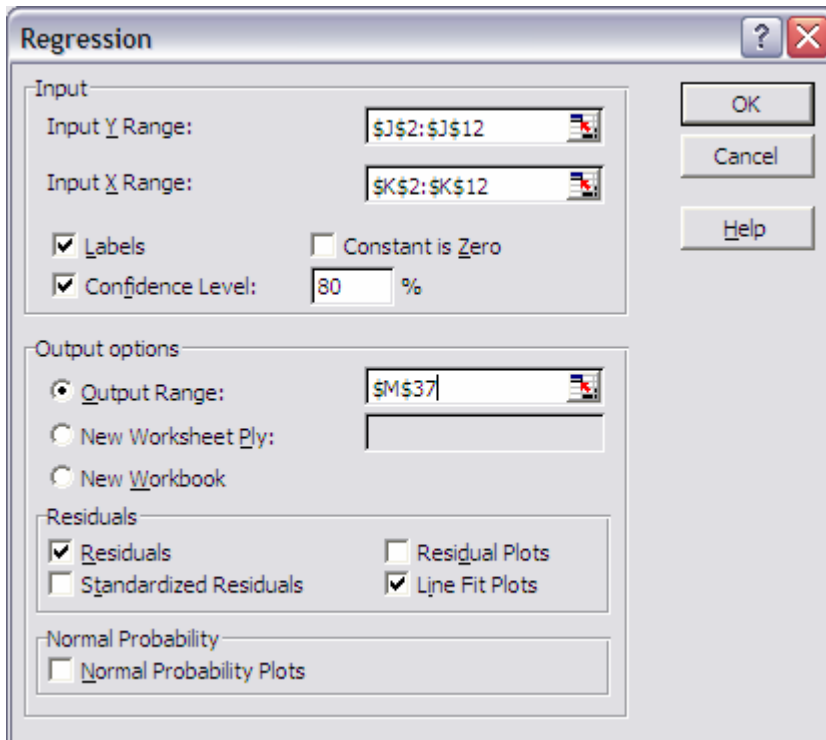 Regression
Input
Input Y Range: $J$2:$J$12
Input X Range: $K$2:$K$12
Labels Constant is Zero
Confidence Level: 80 %
OK
Cancel
Help
Output options
Output Range: $M$37
New Worksheet Ply:
New Workbook
Residuals
Residuals Residual Plots
Standardized Residuals Line Fit Plots
Normal Probability
Normal Probability Plots